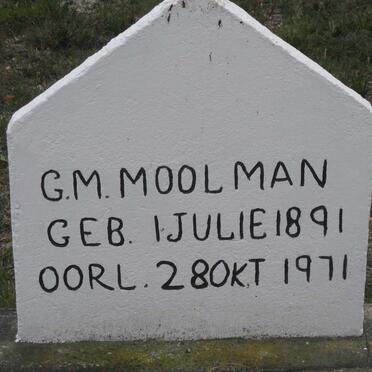 G.M. MOOLMAN
GEB. 1 JULIE 1891
OORL. 28 OKT 1971